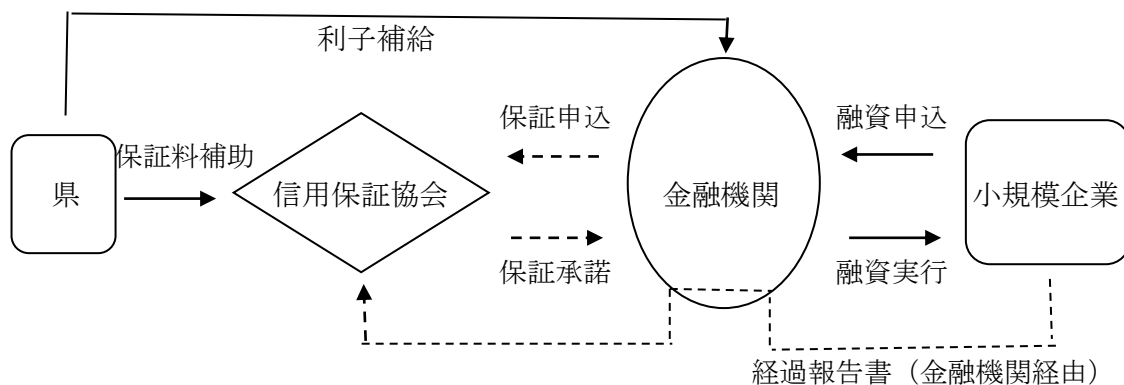 利子補給
保証申込
融資申込
保証料補助
県
信用保証協会
金融機関
小規模企業
保証承諾
融資実行
経過報告書（金融機関経由）